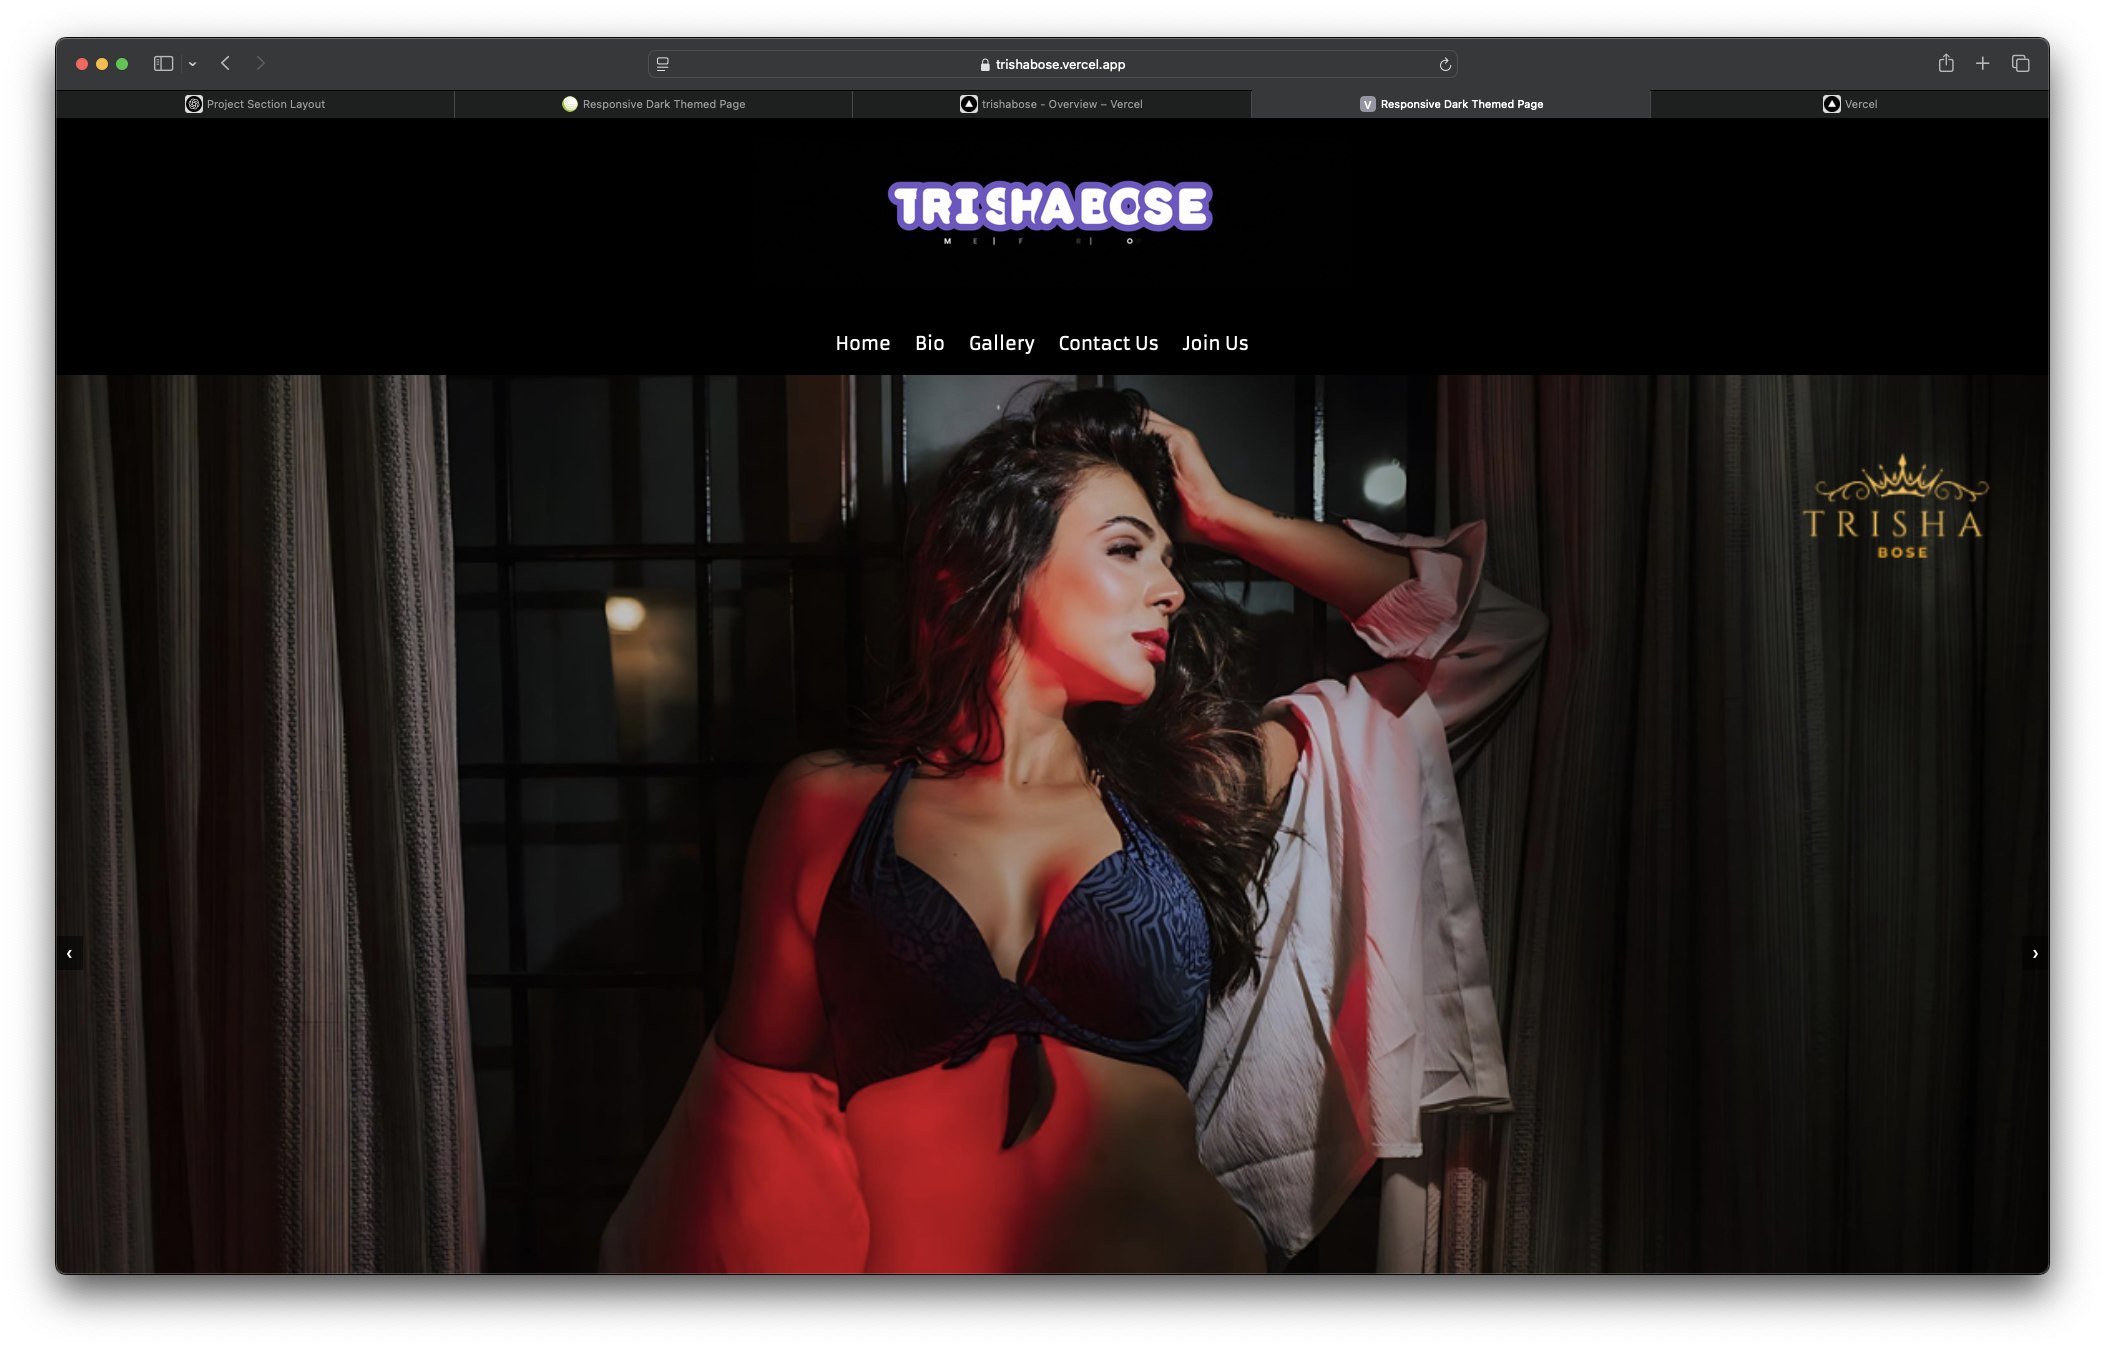 trishabose.vercel.app
Project Section Layout
Responsive Dark Themed Page
trishabose - Overview – Vercel
V Responsive Dark Themed Page
Vercel
TRISHABOSE
M E | F R | O
Home Bio Gallery Contact Us Join Us
TRISHA
BOSE